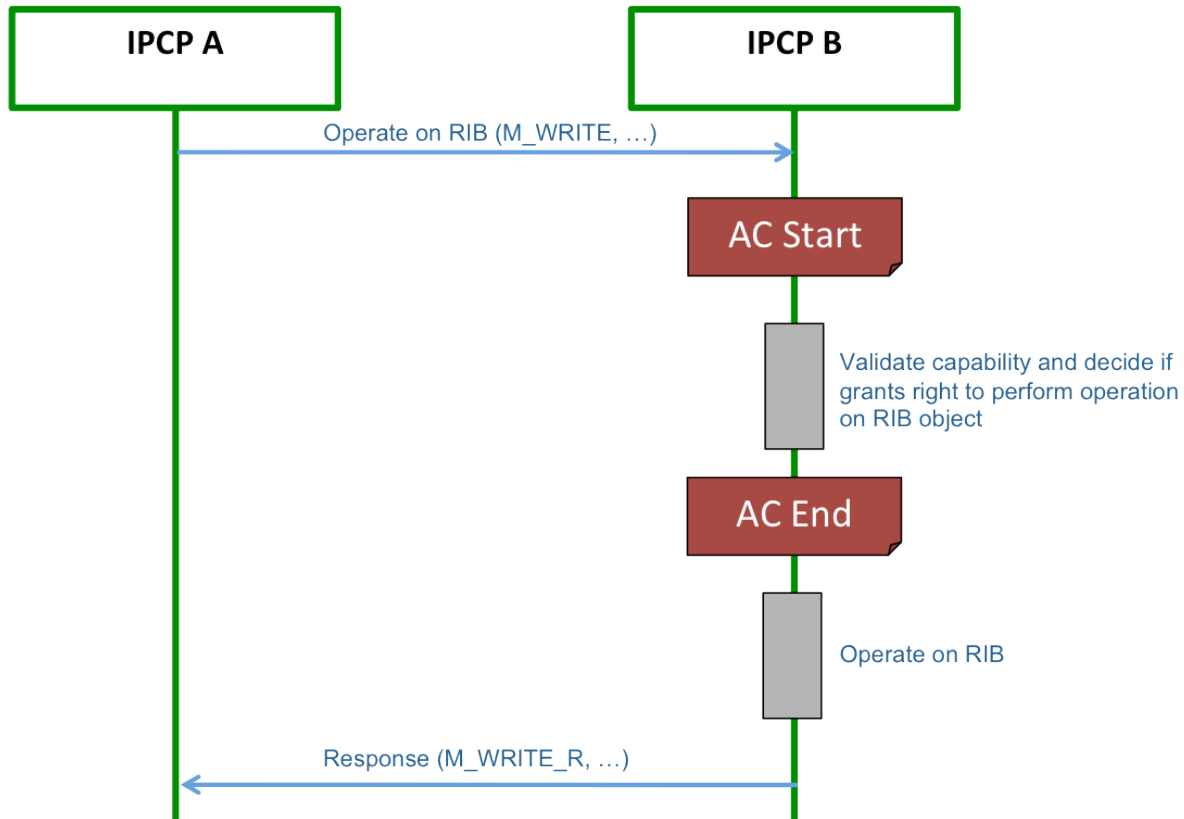 IPCP A
IPCP B
Operate on RIB (M_WRITE, …)
AC Start
Validate capability and decide if
grants right to perform operation
on RIB object
AC End
Operate on RIB
Response (M_WRITE_R, …)